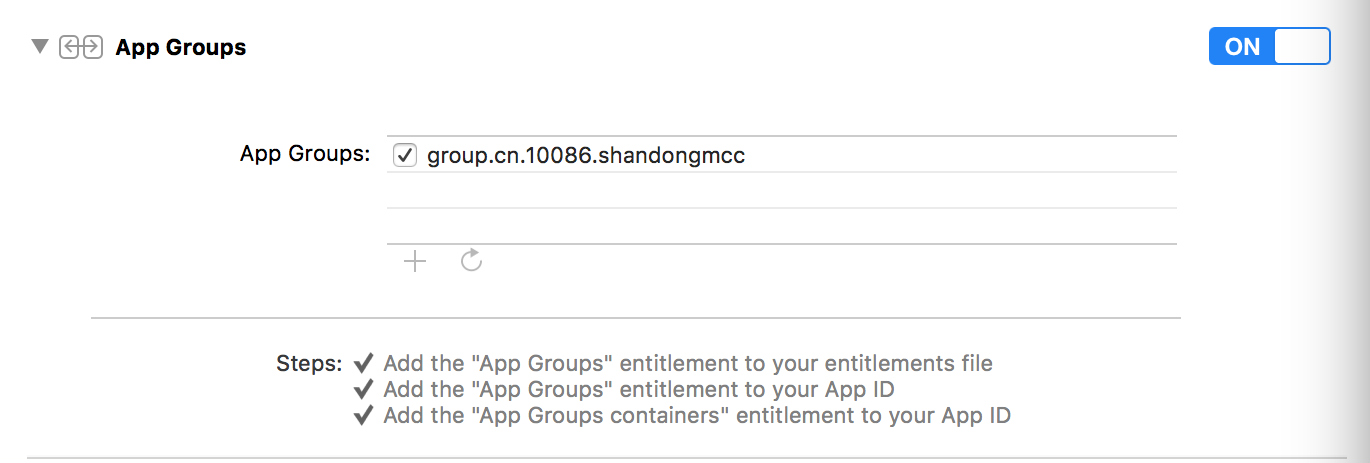 App Groups
ON
App Groups: group.cn.10086.shandongmcc
Steps: ✓ Add the "App Groups" entitlement to your entitlements file
✓ Add the "App Groups" entitlement to your App ID
✓ Add the "App Groups containers" entitlement to your App ID